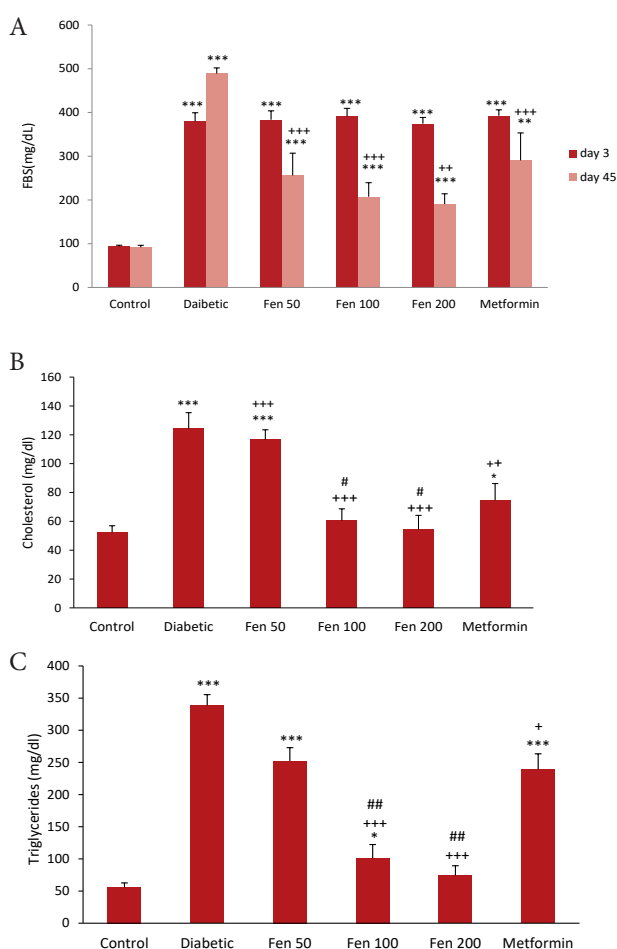 A
600
500
400
300
200
100
0
FBS(mg/dL)
***
***
***
+++
***
***
+++
***
***
++
***
***
+++
**
day 3
day 45
Control
Daibetic
Fen 50
Fen 100
Fen 200
Metformin
B
160
140
120
100
80
60
40
20
0
Cholesterol (mg/dl)
***
+++
***
#
+++
#
+++
++
*
Control
Diabetic
Fen 50
Fen 100
Fen 200
Metformin
C
400
350
300
250
200
150
100
50
0
Triglycerides (mg/dl)
***
***
##
+++
*
##
+++
+
***
Control
Diabetic
Fen 50
Fen 100
Fen 200
Metformin